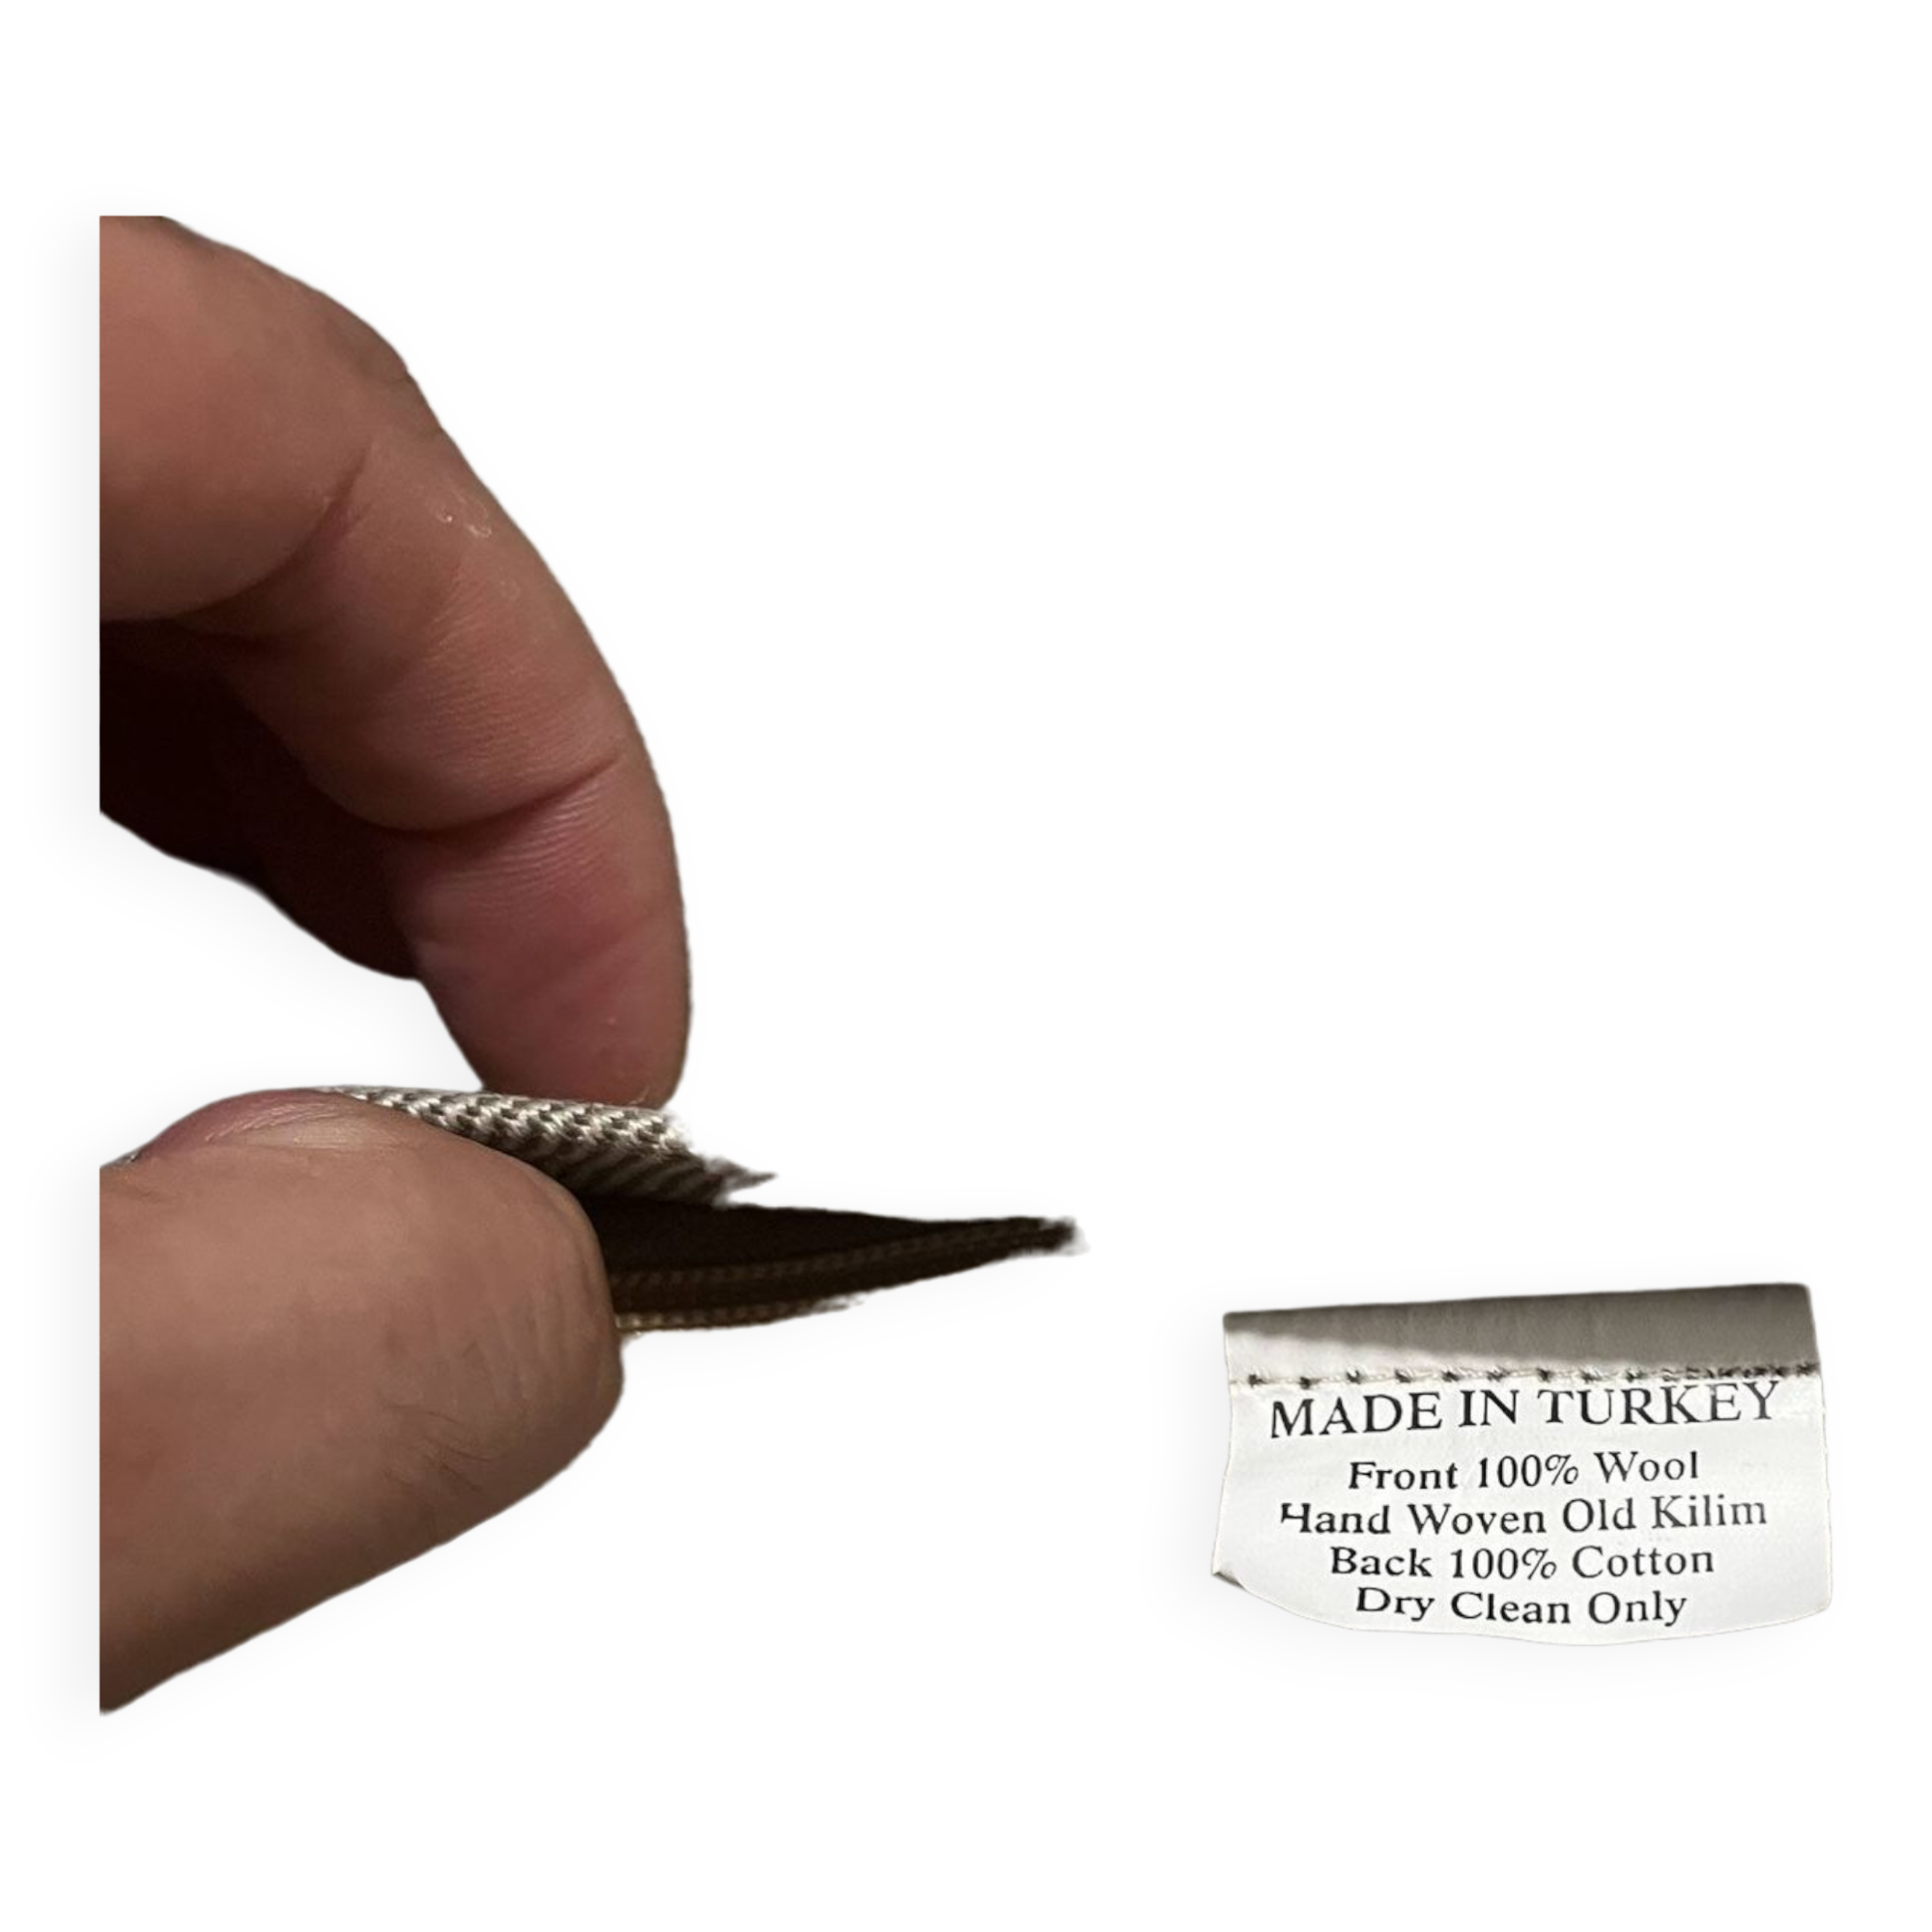 MADE IN TURKEY
Front 100% Wool
Hand Woven Old Kilim
Back 100% Cotton
Dry Clean Only